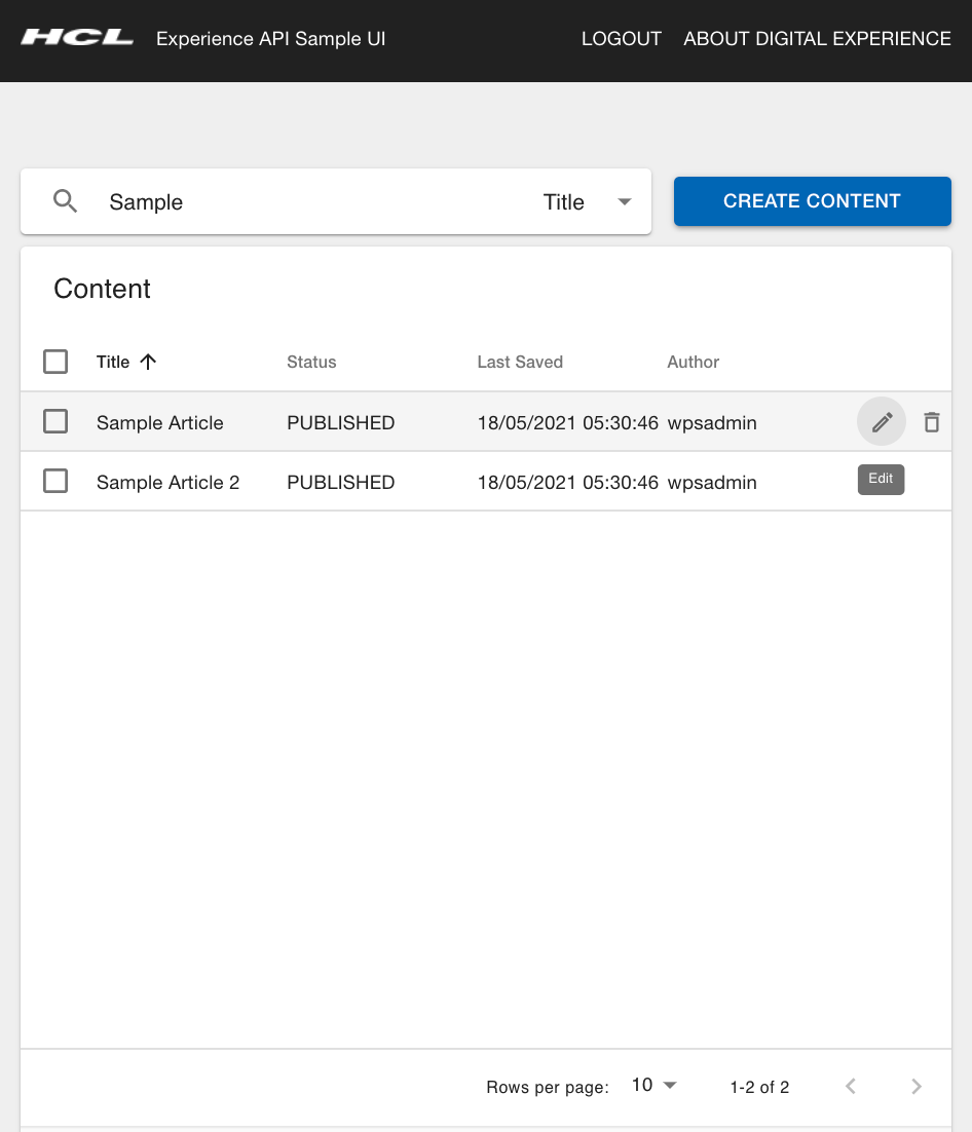 HCL Experience API Sample UI LOGOUT ABOUT DIGITAL EXPERIENCE
Sample Title CREATE CONTENT
Content
Title Status Last Saved Author
Sample Article PUBLISHED 18/05/2021 05:30:46 wpsadmin
Sample Article 2 PUBLISHED 18/05/2021 05:30:46 wpsadmin Edit
Rows per page: 10 1-2 of 2